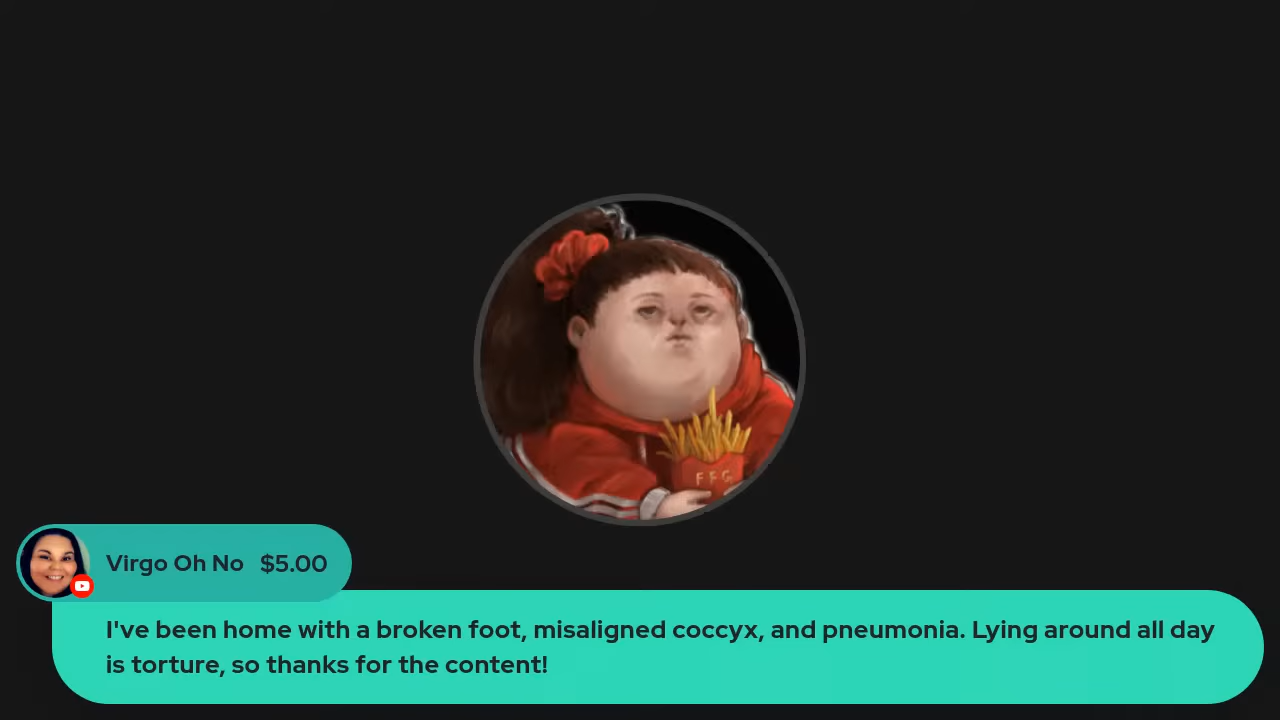 FFG
Virgo Oh No $5.00
I've been home with a broken foot, misaligned coccyx, and pneumonia. Lying around all day
is torture, so thanks for the content!